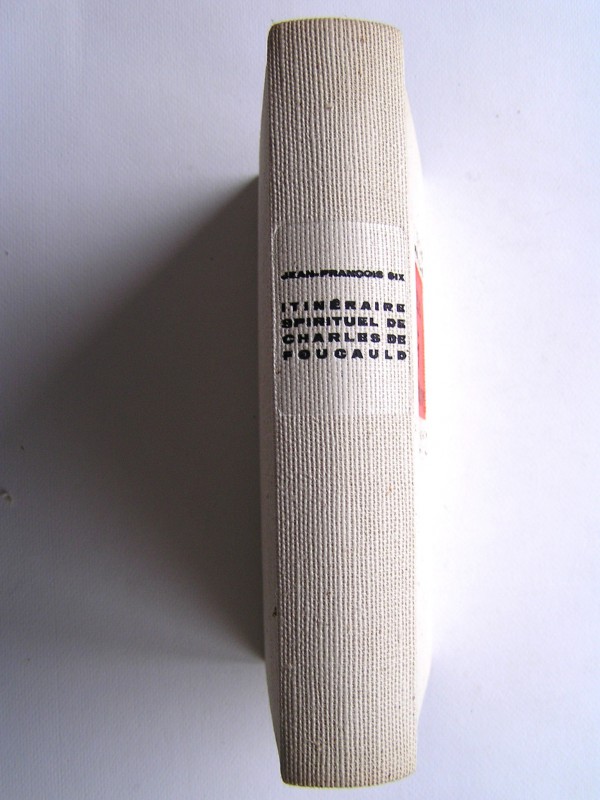 JEAN-FRANÇOIS SIX
ITINÉRAIRE
SPIRITUEL DE
CHARLES DE
FOUCAULD